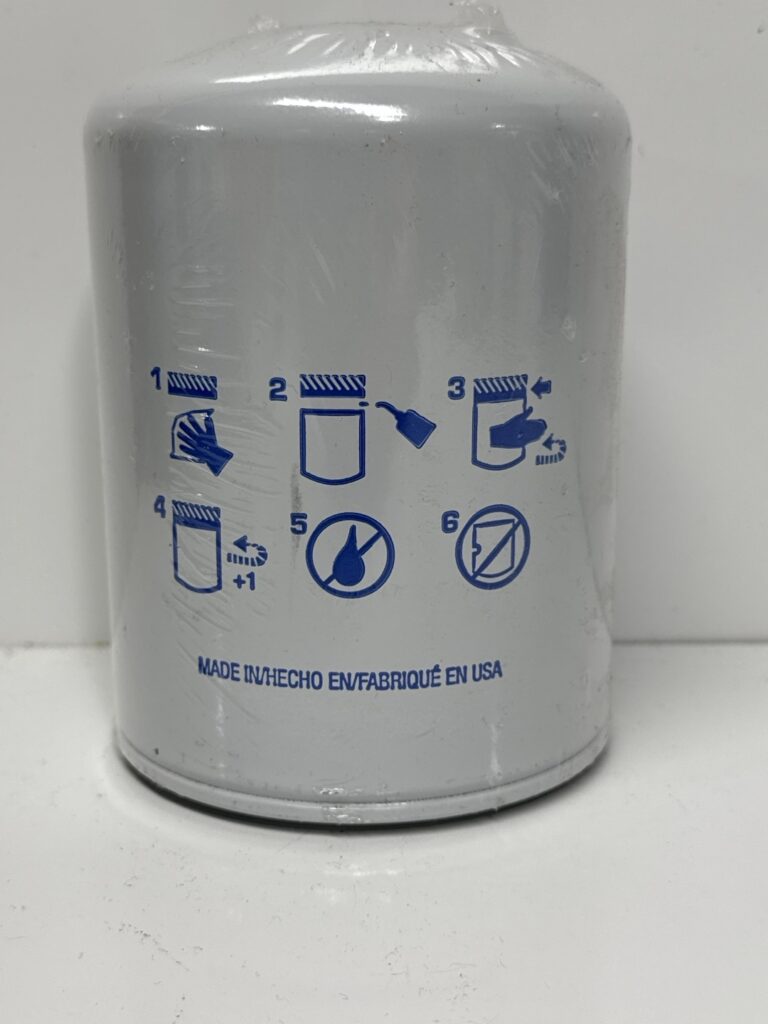 1 2 3
4 +1 5 6
MADE IN/HECHO EN/FABRIQUÉ EN USA